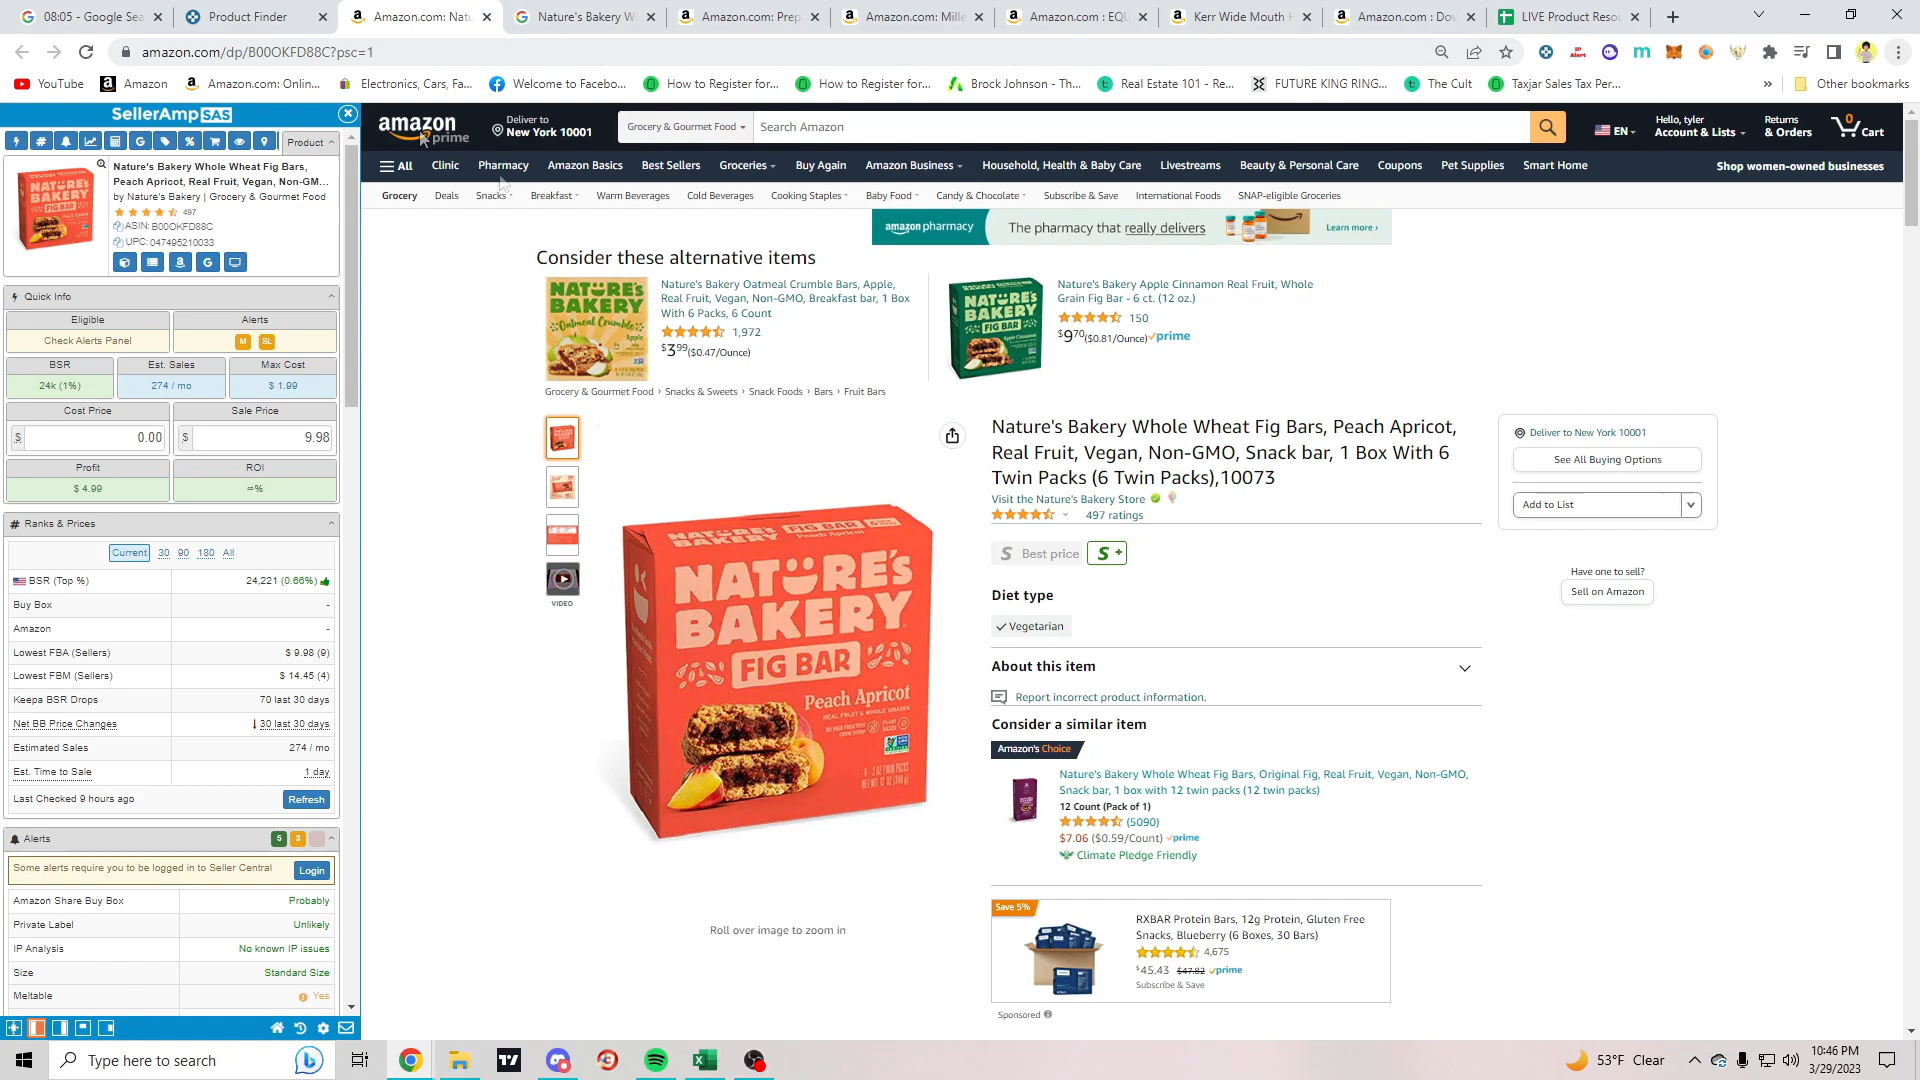 08:05 - Google Sea
Product Finder
Amazon.com: Natu
Nature's Bakery W
Amazon.com: Prep
Amazon.com: Mille
Amazon.com : EQU
Kerr Wide Mouth H
Amazon.com : Dov
LIVE Product Resou
amazon.com/dp/B00OKFD88C?psc=1
YouTube
Amazon
Amazon.com: Onlin...
Electronics, Cars, Fa...
Welcome to Facebo...
How to Register for...
How to Register for...
Brock Johnson - Th...
Real Estate 101 - Re...
FUTURE KING RING...
The Cult
Taxjar Sales Tax Per...
Other bookmarks
SellerAmp SAS
Product
Nature's Bakery Whole Wheat Fig Bars,
Peach Apricot, Real Fruit, Vegan, Non-GM...
by Nature's Bakery | Grocery & Gourmet Food
497
ASIN: B00OKFD88C
UPC: 047495210033
Quick Info
Eligible
Alerts
Check Alerts Panel
M SL
BSR
Est. Sales
Max Cost
24k (1%)
274 / mo
$ 1.99
Cost Price
Sale Price
$ 0.00
$ 9.98
Profit
ROI
$ 4.99
∞%
# Ranks & Prices
Current 30 90 180 All
BSR (Top %) 24,221 (0.66%)
Buy Box -
Amazon -
Lowest FBA (Sellers) $ 9.98 (9)
Lowest FBM (Sellers) $ 14.45 (4)
Keepa BSR Drops 70 last 30 days
Net BB Price Changes 30 last 30 days
Estimated Sales 274 / mo
Est. Time to Sale 1 day
Last Checked 9 hours ago Refresh
Alerts 5 3
Some alerts require you to be logged in to Seller Central Login
Amazon Share Buy Box Probably
Private Label Unlikely
IP Analysis No known IP issues
Size Standard Size
Meltable Yes
amazon prime
Deliver to
New York 10001
Grocery & Gourmet Food
Search Amazon
EN
Hello, tyler
Account & Lists
Returns
& Orders
0
Cart
All
Clinic
Pharmacy
Amazon Basics
Best Sellers
Groceries
Buy Again
Amazon Business
Household, Health & Baby Care
Livestreams
Beauty & Personal Care
Coupons
Pet Supplies
Smart Home
Shop women-owned businesses
Grocery
Deals
Snacks
Breakfast
Warm Beverages
Cold Beverages
Cooking Staples
Baby Food
Candy & Chocolate
Subscribe & Save
International Foods
SNAP-eligible Groceries
amazon pharmacy
The pharmacy that really delivers
Learn more ›
Consider these alternative items
NATURE'S
BAKERY
Oatmeal Crumble
Apple
Nature's Bakery Oatmeal Crumble Bars, Apple,
Real Fruit, Vegan, Non-GMO, Breakfast bar, 1 Box
With 6 Packs, 6 Count
1,972
$3.99 ($0.47/Ounce)
NATURE'S
BAKERY
FIG BAR
Nature's Bakery Apple Cinnamon Real Fruit, Whole
Grain Fig Bar - 6 ct. (12 oz.)
150
$9.70 ($0.81/Ounce) prime
Grocery & Gourmet Food › Snacks & Sweets › Snack Foods › Bars › Fruit Bars
VIDEO
NATURE'S
BAKERY
FIG BAR
Peach Apricot
NATURE'S
BAKERY
FIG BAR
Peach Apricot
REAL FRUIT & WHOLE GRAINS
Roll over image to zoom in
Nature's Bakery Whole Wheat Fig Bars, Peach Apricot,
Real Fruit, Vegan, Non-GMO, Snack bar, 1 Box With 6
Twin Packs (6 Twin Packs),10073
Visit the Nature's Bakery Store
497 ratings
S Best price
S +
Diet type
Vegetarian
About this item
Report incorrect product information.
Consider a similar item
Amazon's Choice
Nature's Bakery Whole Wheat Fig Bars, Original Fig, Real Fruit, Vegan, Non-GMO,
Snack bar, 1 box with 12 twin packs (12 twin packs)
12 Count (Pack of 1)
(5090)
$7.06 ($0.59/Count) prime
Climate Pledge Friendly
Save 5%
RXBAR Protein Bars, 12g Protein, Gluten Free
Snacks, Blueberry (6 Boxes, 30 Bars)
4,675
$45.43 $47.82 prime
Subscribe & Save
Sponsored
Deliver to New York 10001
See All Buying Options
Add to List
Have one to sell?
Sell on Amazon
Type here to search
53°F Clear
10:46 PM
3/29/2023